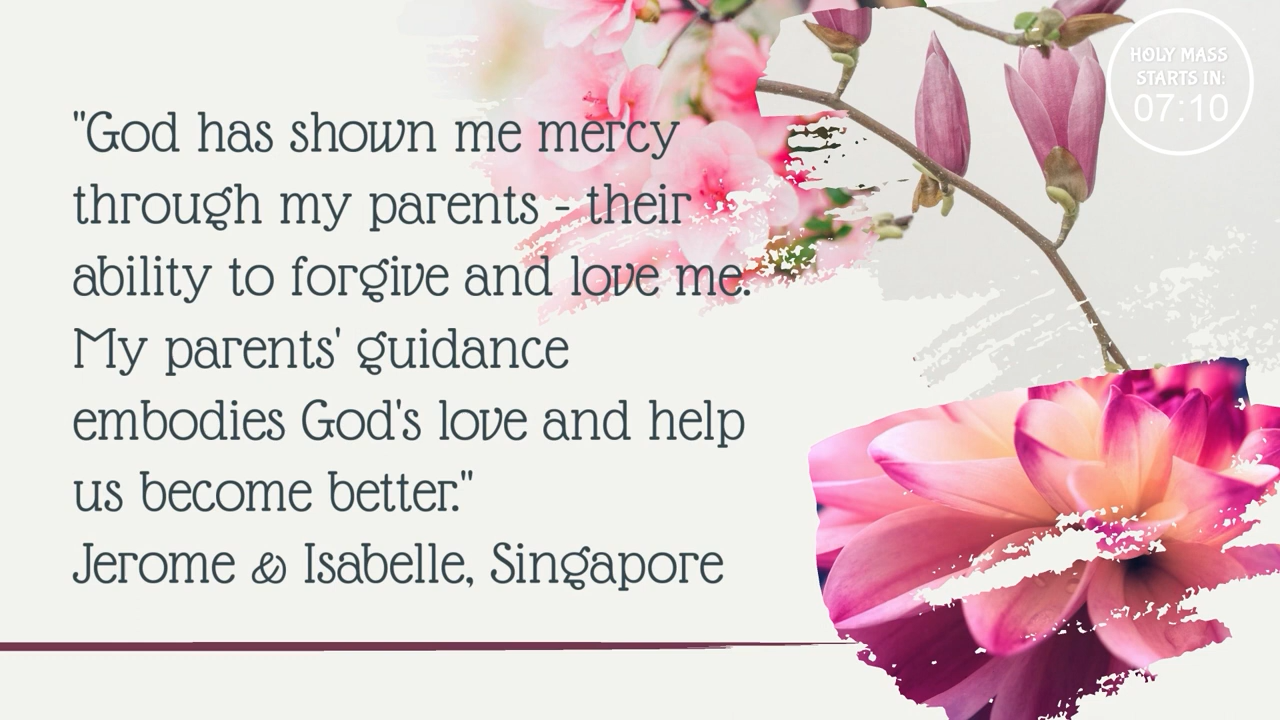 "God has shown me mercy
through my parents - their
ability to forgive and love me.
My parents' guidance
embodies God's love and help
us become better."
Jerome & Isabelle, Singapore
HOLY MASS
STARTS IN:
07:10